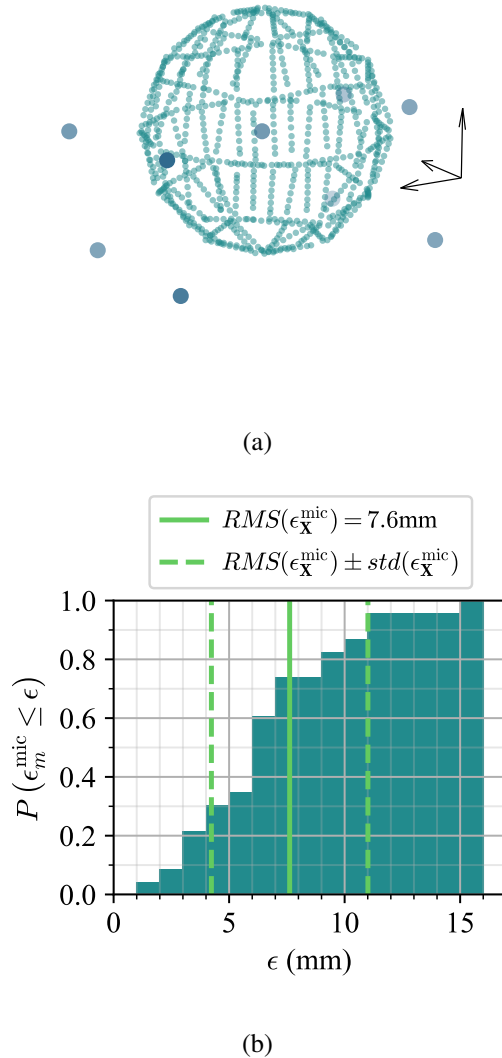 (a)
RMS(ϵ_X^mic) = 7.6mm
RMS(ϵ_X^mic) ± std(ϵ_X^mic)
1.0
0.8
0.6
0.4
0.2
0.0
P (ϵ_m^mic ≤ ϵ)
0 5 10 15
ϵ (mm)
(b)